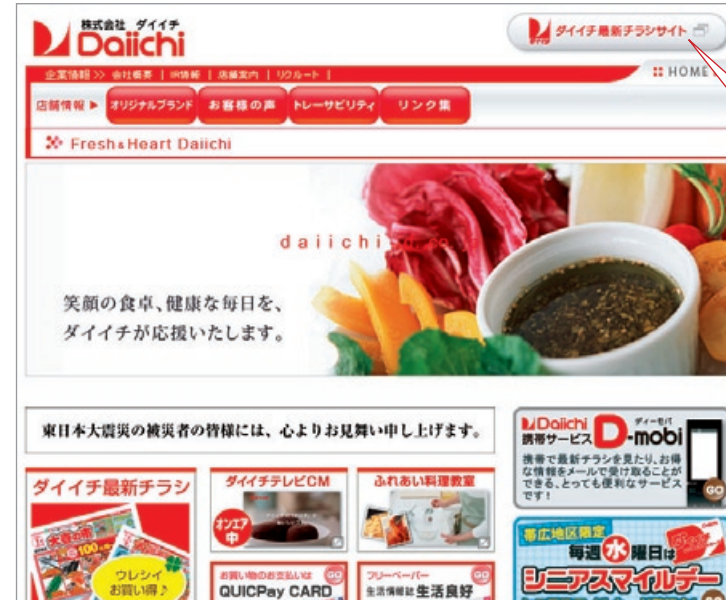 株式会社 ダイイチ
Daiichi
ダイイチ最新チラシサイト
企業情報 >> 会社概要 | IR情報 | 店舗案内 | リクルート |
HOME
店舗情報 ▶ オリジナルブランド お客様の声 トレーサビリティ リンク集
Fresh & Heart Daiichi
daiichi
笑顔の食卓、健康な毎日を、
ダイイチが応援いたします。
東日本大震災の被災者の皆様には、心よりお見舞い申し上げます。
Daiichi
携帯サービス
ディーモバ
D-mobi
携帯で最新チラシを見たり、お得
な情報をメールで受け取ることが
できる、とっても便利なサービス
です!
GO
ダイイチ最新チラシ
ウレシイ
お買い得♪
ダイイチテレビCM
オンエア
中
ふれあい料理教室
お買い物のお支払いは GO
QUICPay CARD
フリーペーパー GO
生活情報誌 生活良好
帯広地区限定
毎週水曜日は
シニアスマイルデー
GO